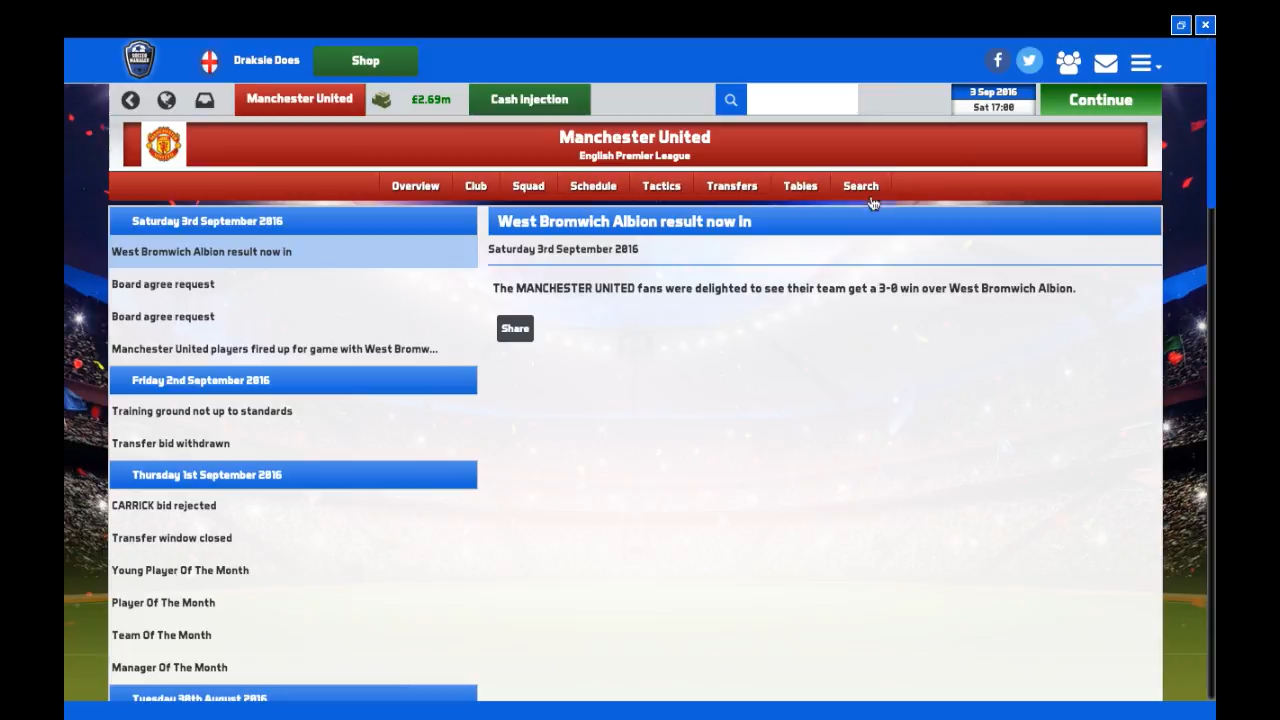 Draksie Does
Shop
Manchester United
£2.69m
Cash Injection
3 Sep 2016
Sat 17:00
Continue
Manchester United
English Premier League
Overview
Club
Squad
Schedule
Tactics
Transfers
Tables
Search
Saturday 3rd September 2016
West Bromwich Albion result now in
Board agree request
Board agree request
Manchester United players fired up for game with West Bromw...
Friday 2nd September 2016
Training ground not up to standards
Transfer bid withdrawn
Thursday 1st September 2016
CARRICK bid rejected
Transfer window closed
Young Player Of The Month
Player Of The Month
Team Of The Month
Manager Of The Month
Tuesday 30th August 2016
West Bromwich Albion result now in
Saturday 3rd September 2016
The MANCHESTER UNITED fans were delighted to see their team get a 3-0 win over West Bromwich Albion.
Share